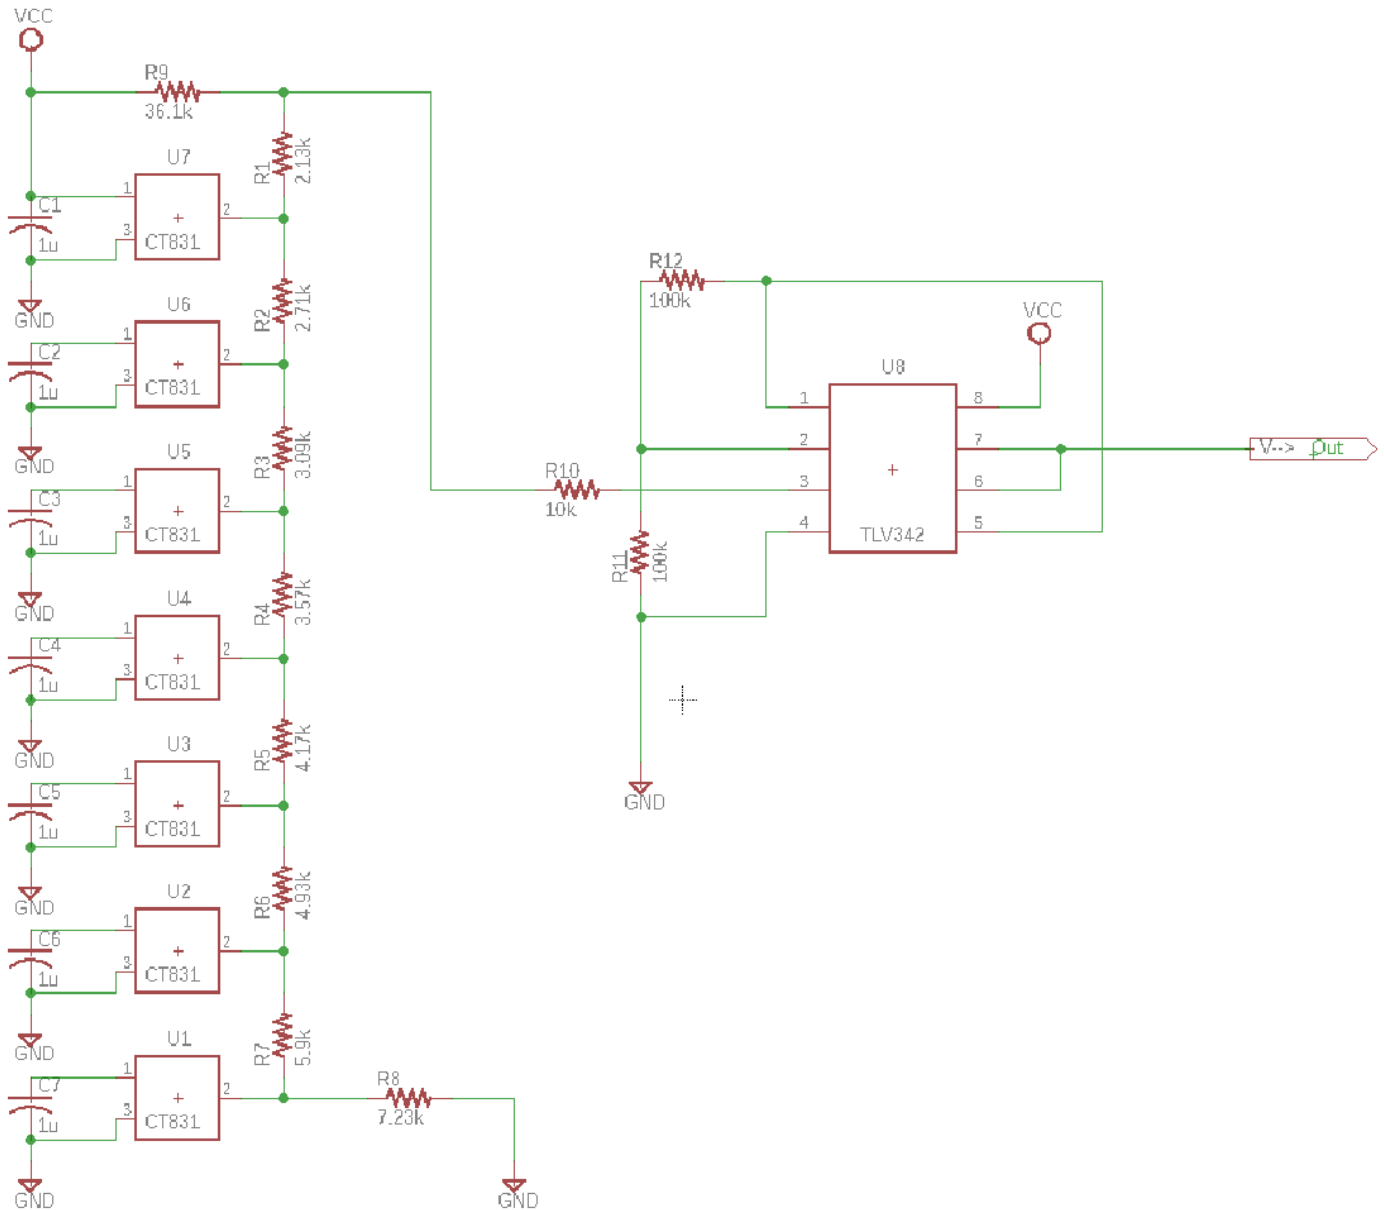 VCC
R9
36.1k
R1
2.13k
U7
1
2
3
CT831
C1
1u
GND
R2
2.71k
U6
1
2
3
CT831
C2
1u
GND
R3
3.09k
U5
1
2
3
CT831
C3
1u
GND
R4
3.57k
U4
1
2
3
CT831
C4
1u
GND
R5
4.17k
U3
1
2
3
CT831
C5
1u
GND
R6
4.93k
U2
1
2
3
CT831
C6
1u
GND
R7
5.9k
U1
1
2
3
CT831
C7
1u
GND
R8
7.23k
GND
R12
100k
R10
10k
R11
100k
GND
VCC
U8
1
2
3
4
8
7
6
5
TLV342
V--> Out